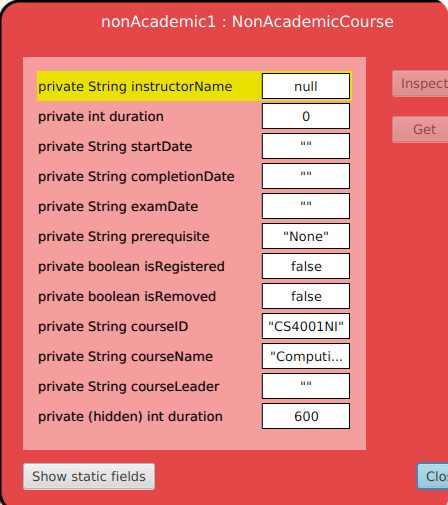 nonAcademic1 : NonAcademicCourse
private String instructorName null
Inspect
private int duration 0
Get
private String startDate ""
private String completionDate ""
private String examDate ""
private String prerequisite "None"
private boolean isRegistered false
private boolean isRemoved false
private String courseID "CS4001NI"
private String courseName "Computi...
private String courseLeader ""
private (hidden) int duration 600
Show static fields
Clo